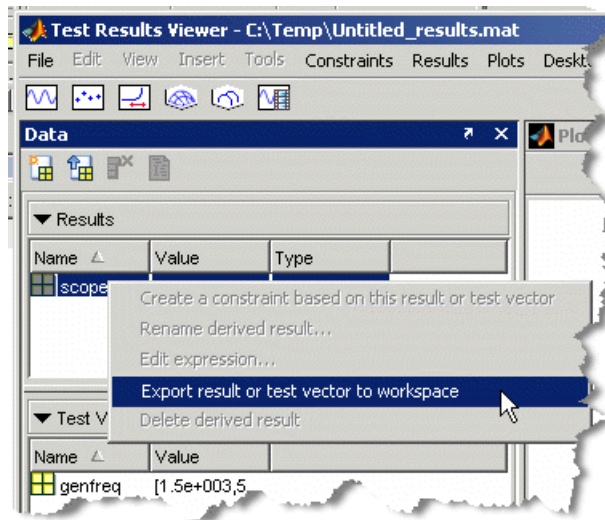 Test Results Viewer - C:\Temp\Untitled_results.mat
File Edit View Insert Tools Constraints Results Plots Deskt
Data
Plo
Results
Name Value Type
scope
Create a constraint based on this result or test vector
Rename derived result...
Edit expression...
Export result or test vector to workspace
Delete derived result
Test V
Name Value
genfreq [1.5e+003,5